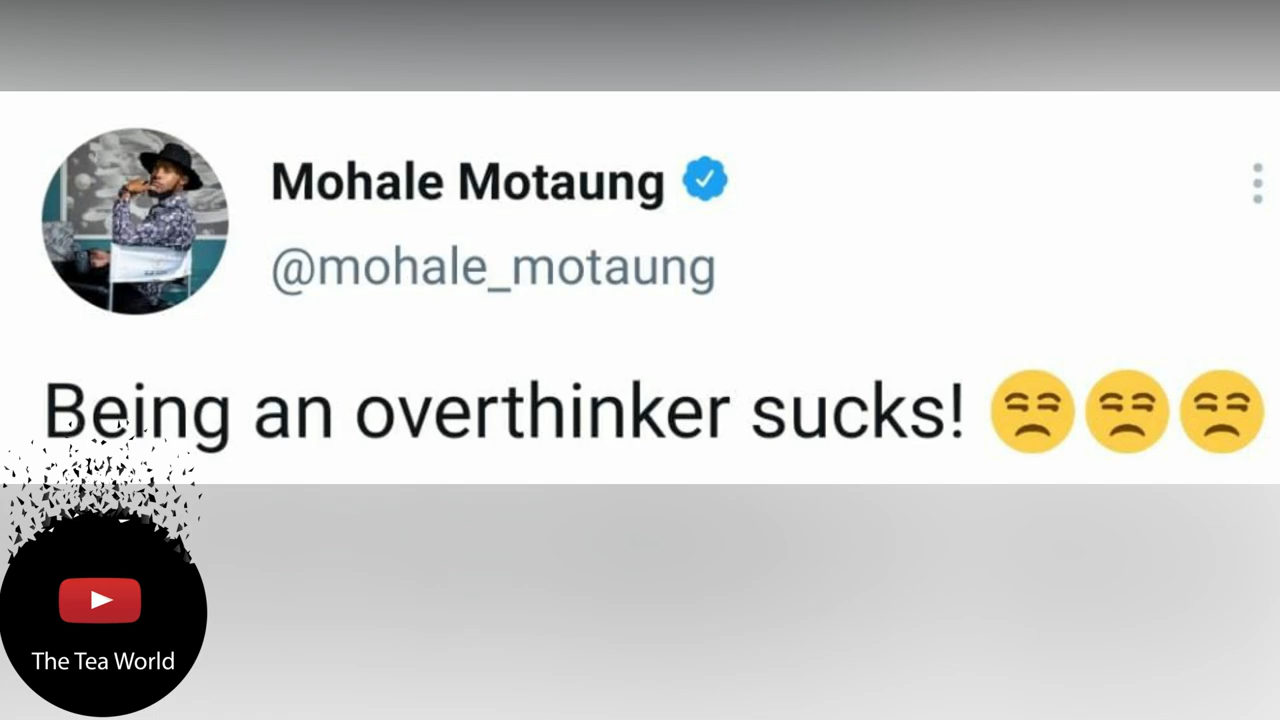 Mohale Motaung
@mohale_motaung
Being an overthinker sucks! 😒😒😒
The Tea World